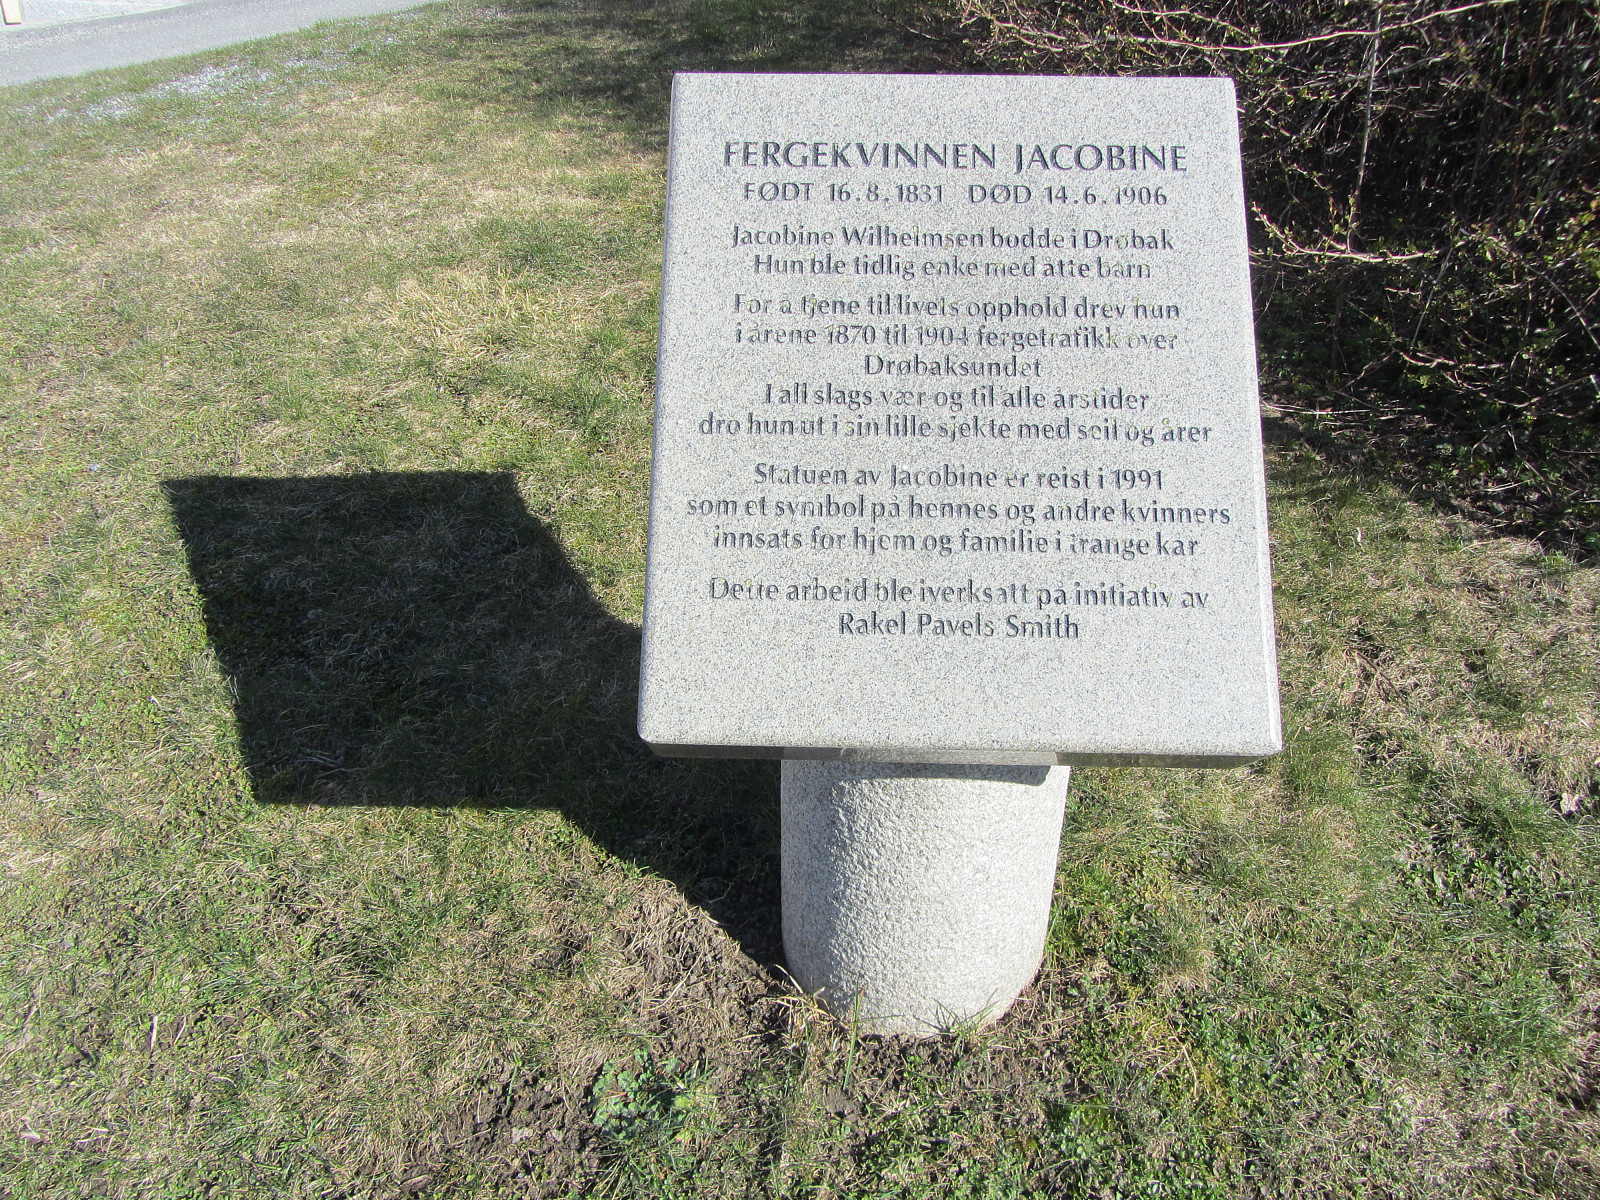 FERGEKVINNEN JACOBINE
FØDT 16.8.1831 DØD 14.6.1906
Jacobine Wilhelmsen bodde i Drøbak
Hun ble tidlig enke med åtte barn
For å tjene til livets opphold drev hun
i årene 1870 til 1904 fergetrafikk over
Drøbaksundet
I all slags vær og til alle årstider
dro hun ut i sin lille sjekte med seil og årer
Statuen av Jacobine er reist i 1991
som et symbol på hennes og andre kvinners
innsats for hjem og familie i trange kår
Dette arbeid ble iverksatt på initiativ av
Rakel Pavels Smith